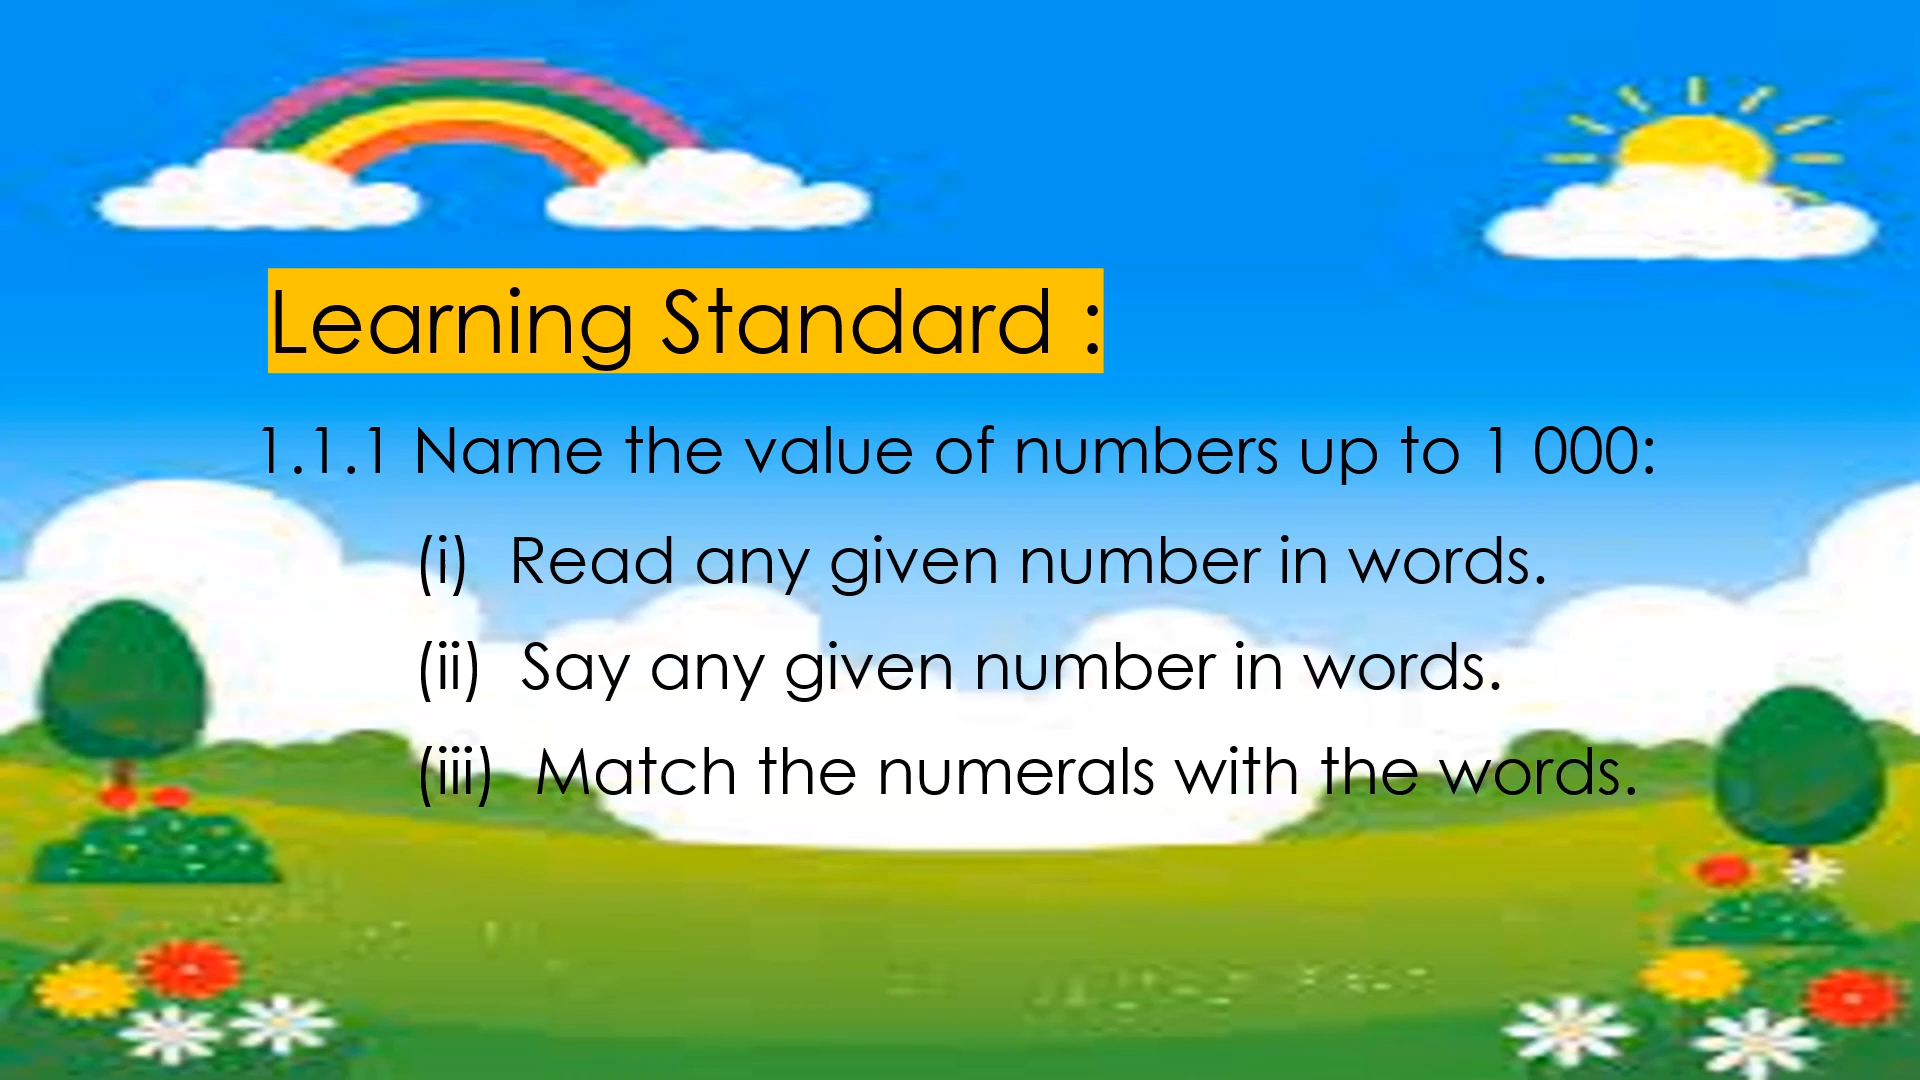 Learning Standard :
1.1.1 Name the value of numbers up to 1 000:
(i) Read any given number in words.
(ii) Say any given number in words.
(iii) Match the numerals with the words.